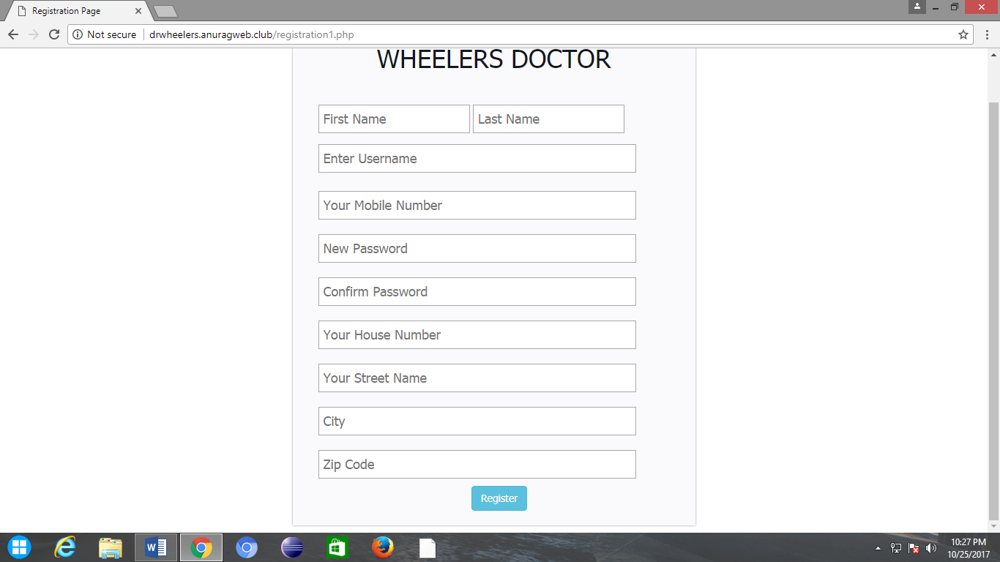 Registration Page
Not secure
drwheelers.anuragweb.club/registration1.php
WHEELERS DOCTOR
First Name Last Name
Enter Username
Your Mobile Number
New Password
Confirm Password
Your House Number
Your Street Name
City
Zip Code
Register
10:27 PM
10/25/2017